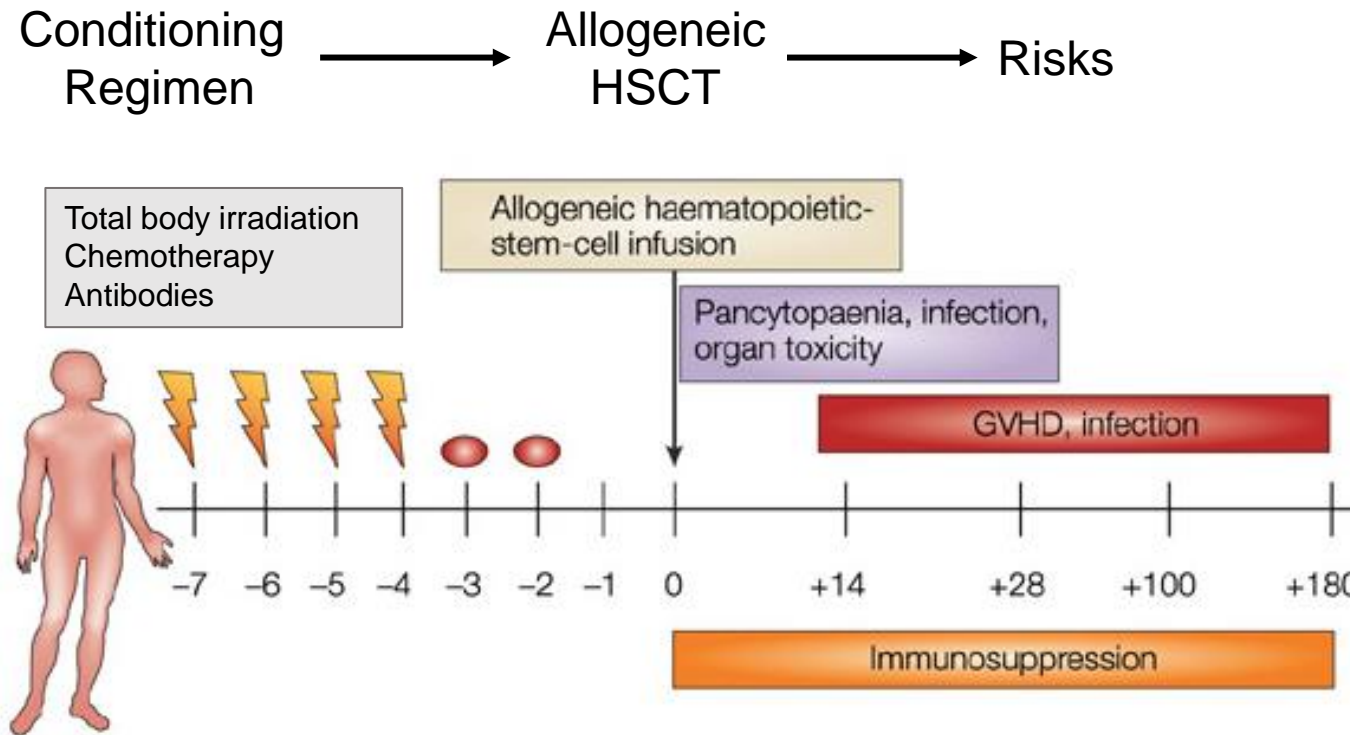 Conditioning
Regimen
Allogeneic
HSCT
Risks
Total body irradiation
Chemotherapy
Antibodies
Allogeneic haematopoietic-
stem-cell infusion
Pancytopaenia, infection,
organ toxicity
GVHD, infection
–7 –6 –5 –4 –3 –2 –1 0 +14 +28 +100 +180
Immunosuppression